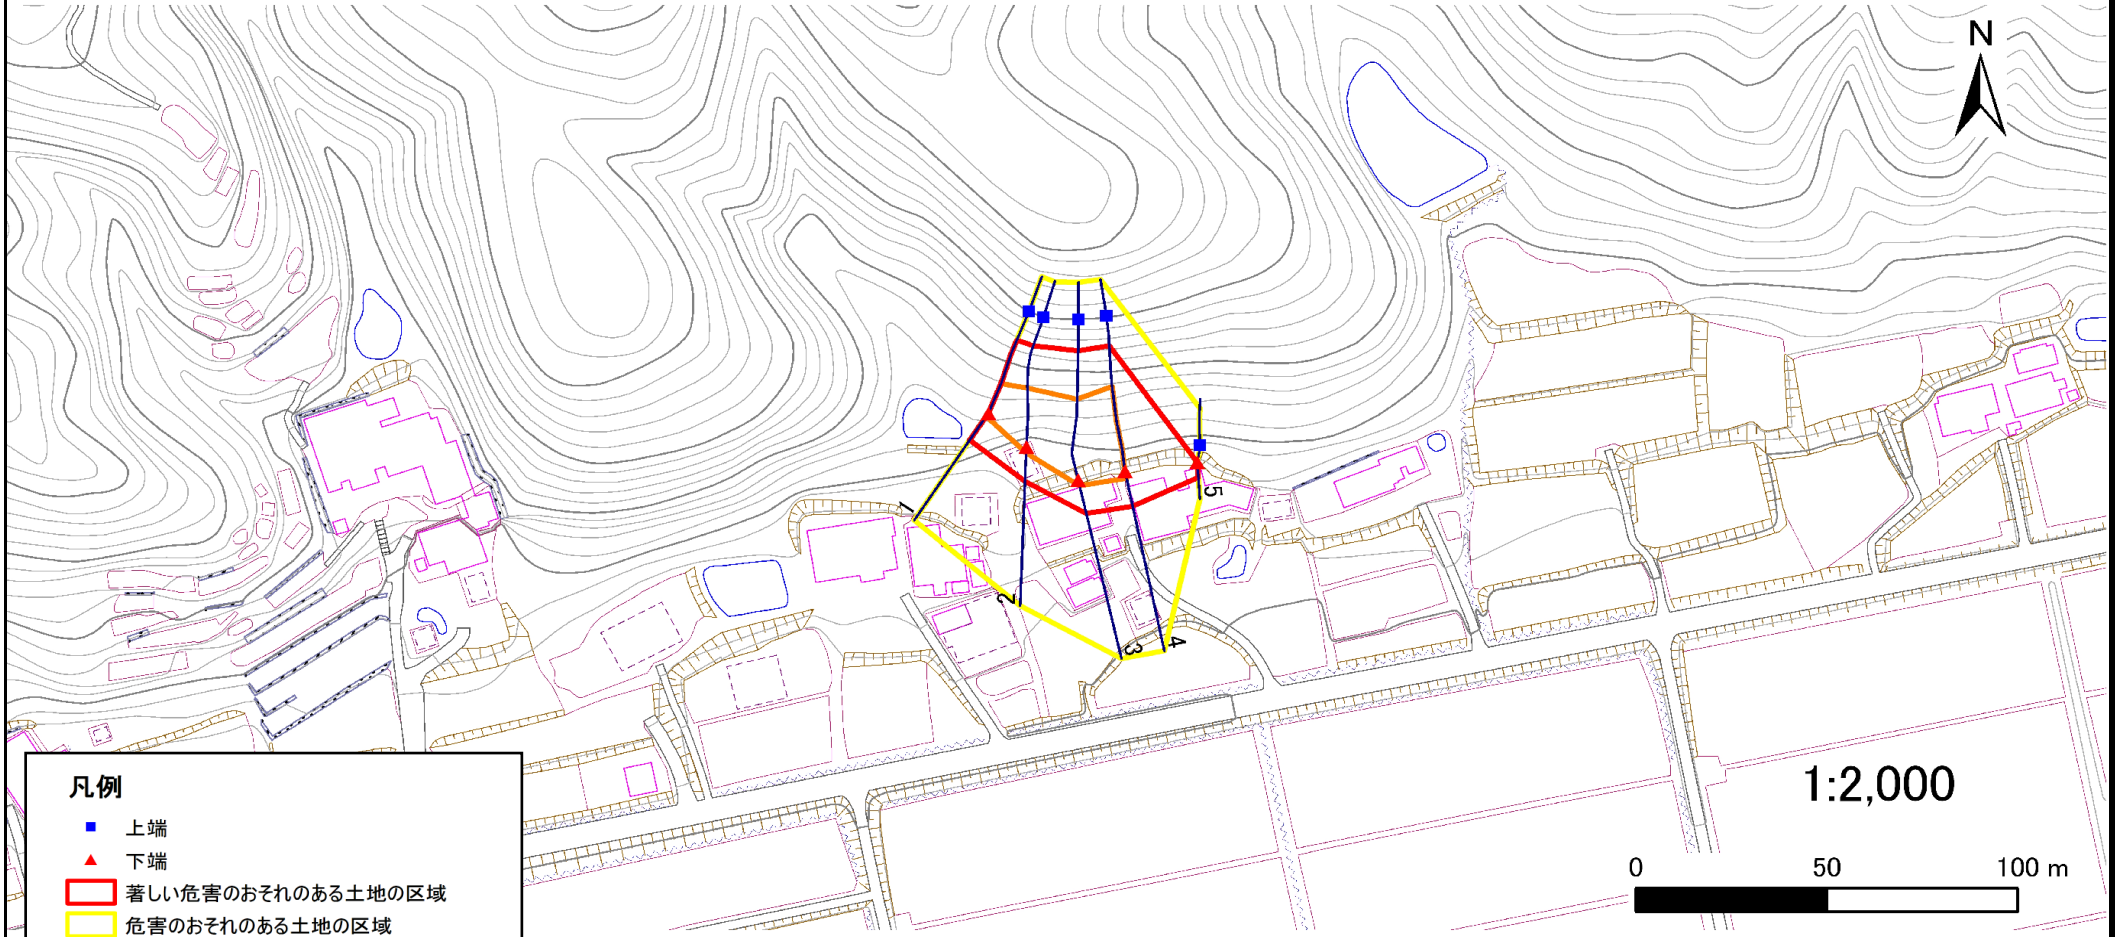 N
1
2
3
4
5
凡例
上端
下端
著しい危害のおそれのある土地の区域
危害のおそれのある土地の区域
1:2,000
0 50 100 m